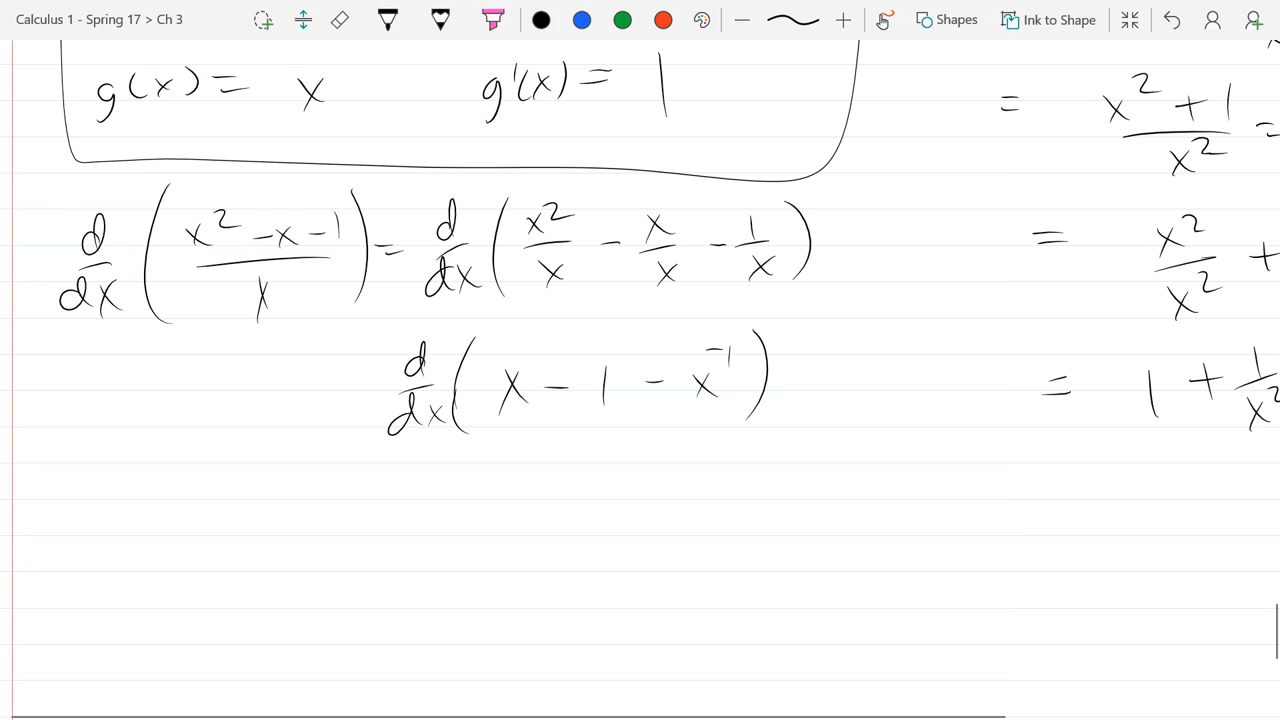 Calculus 1 - Spring 17 > Ch 3
Shapes
Ink to Shape
g(x) = x g'(x) = 1
= (x² + 1)/x² =
d/dx((x² - x - 1)/x) = d/dx(x²/x - x/x - 1/x)
= x²/x² +
d/dx(x - 1 - x⁻¹)
= 1 + 1/x²